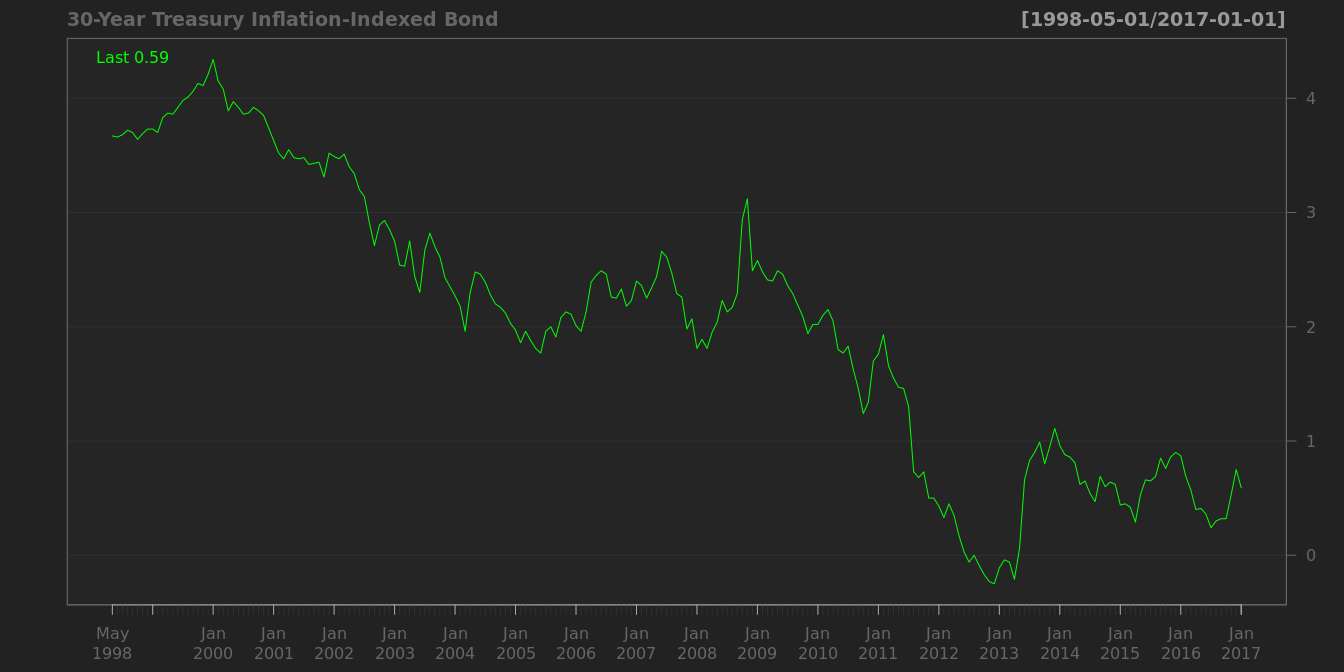 30-Year Treasury Inflation-Indexed Bond
[1998-05-01/2017-01-01]
Last 0.59
4
3
2
1
0
May Jan Jan Jan Jan Jan Jan Jan Jan Jan Jan Jan Jan Jan Jan Jan Jan Jan Jan
1998 2000 2001 2002 2003 2004 2005 2006 2007 2008 2009 2010 2011 2012 2013 2014 2015 2016 2017